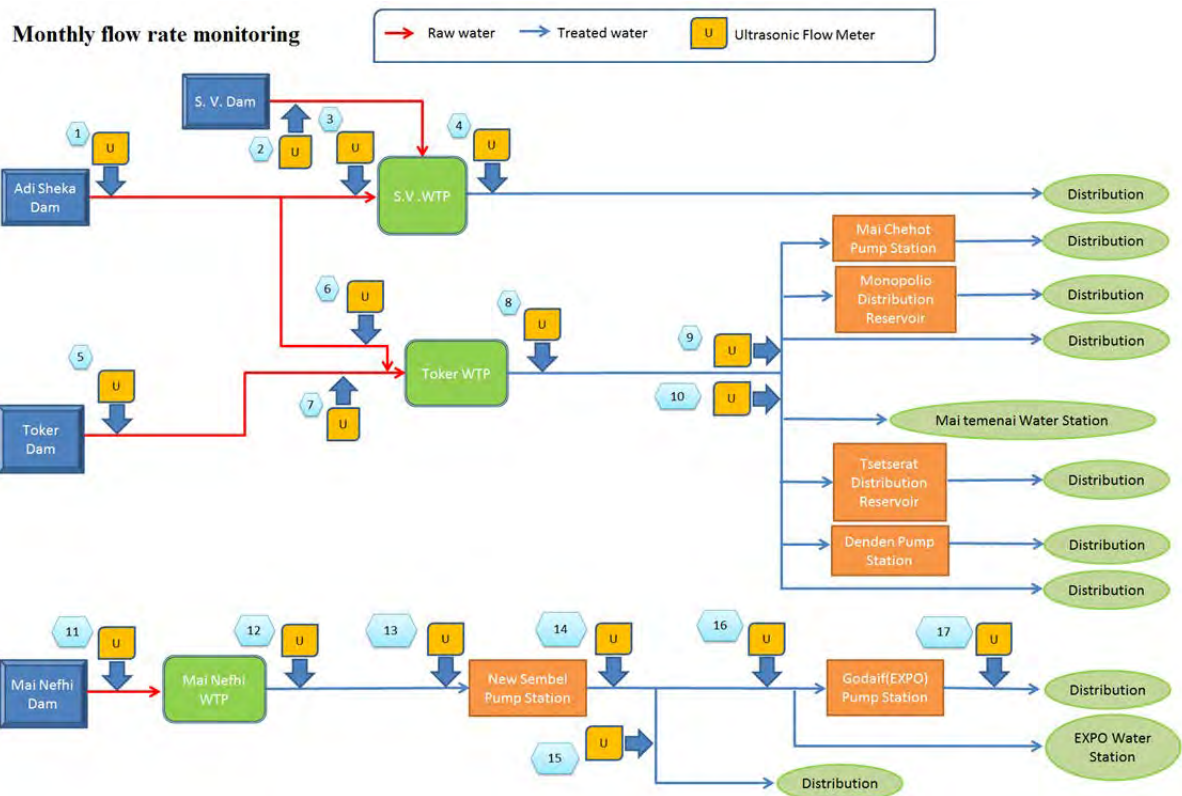 Monthly flow rate monitoring
Raw water
Treated water
U
Ultrasonic Flow Meter
S. V. Dam
1
U
2
U
3
U
4
U
Adi Sheka
Dam
S.V .WTP
Distribution
Mai Chehot
Pump Station
Distribution
Monopolio
Distribution
Reservoir
Distribution
Distribution
6
U
8
U
9
U
5
U
Toker WTP
10
U
7
U
Toker
Dam
Mai temenai Water Station
Tsetserat
Distribution
Reservoir
Distribution
Denden Pump
Station
Distribution
Distribution
11
U
12
U
13
U
14
U
16
U
17
U
Mai Nefhi
Dam
Mai Nefhi
WTP
New Sembel
Pump Station
Godaif(EXPO)
Pump Station
Distribution
15
U
EXPO Water
Station
Distribution